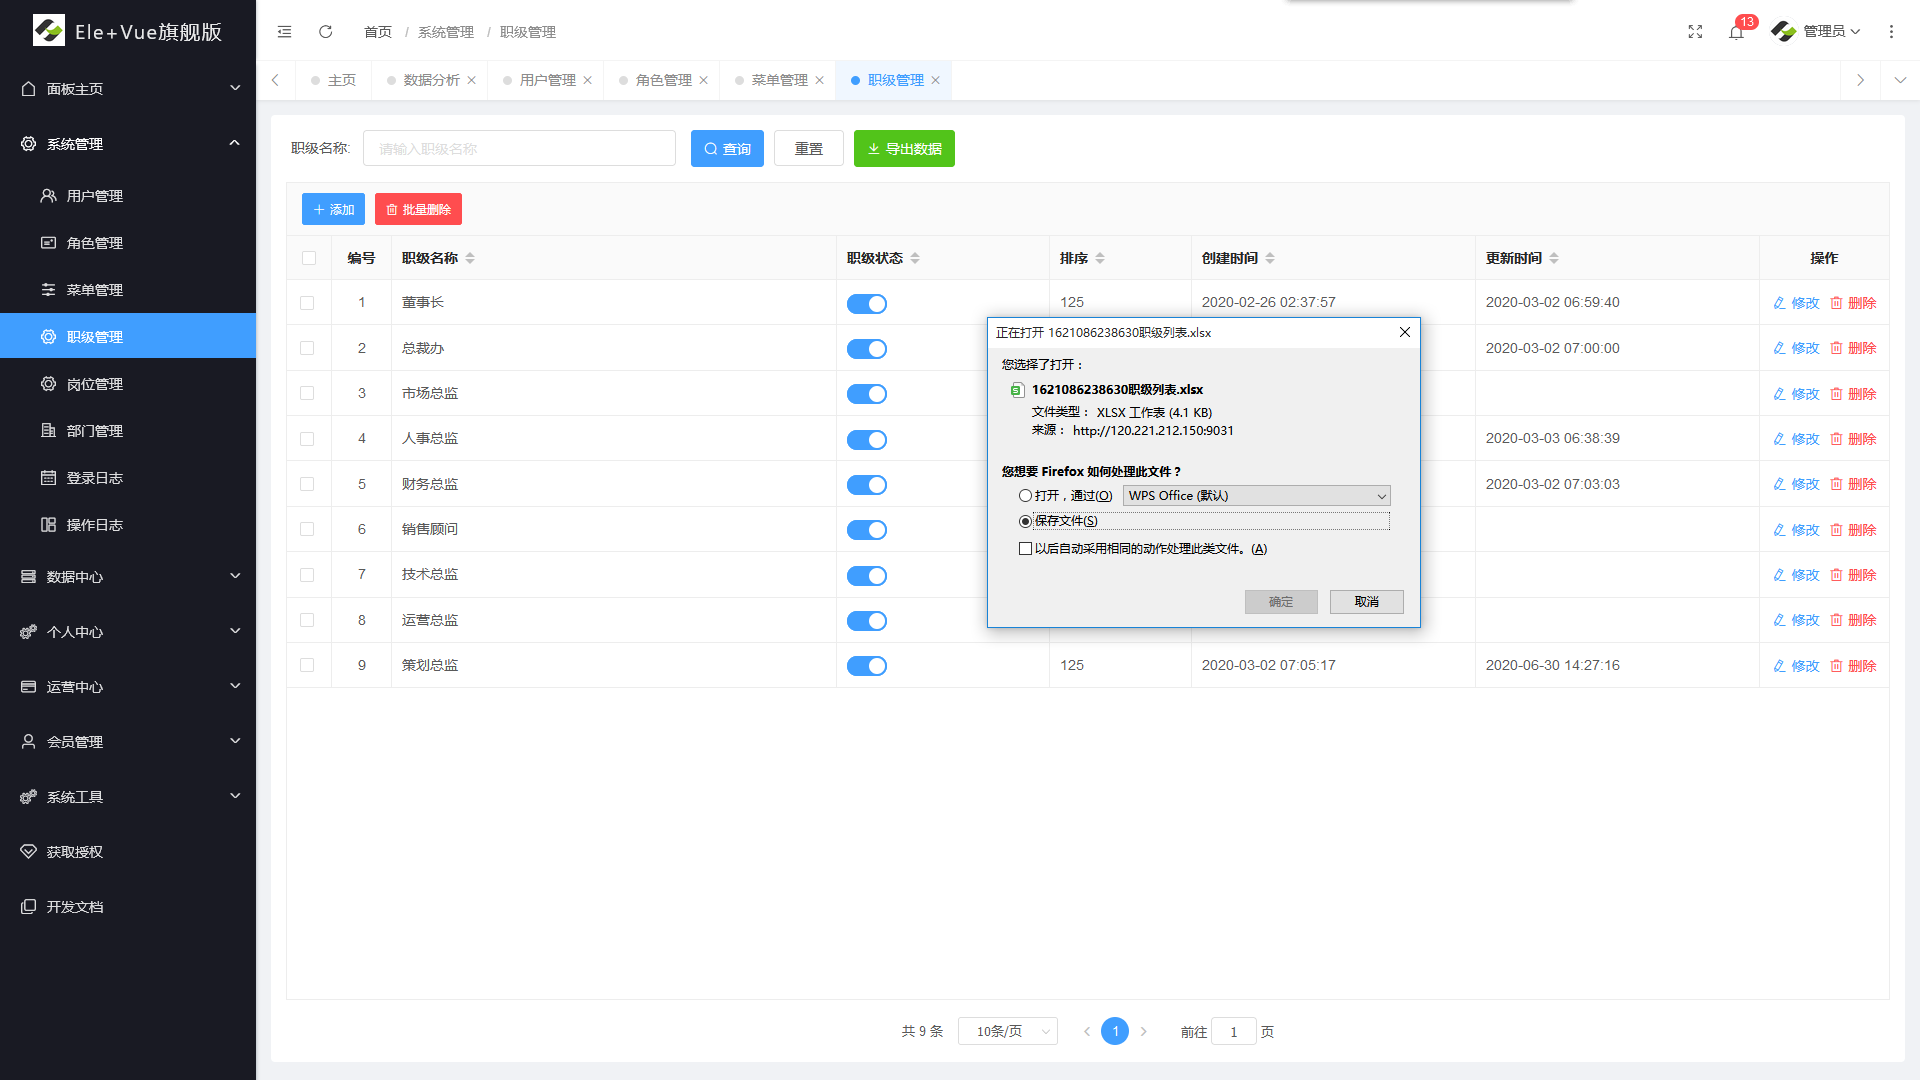 Ele+Vue旗舰版
首页 / 系统管理 / 职级管理
13
管理员
面板主页
系统管理
用户管理
角色管理
菜单管理
职级管理
岗位管理
部门管理
登录日志
操作日志
数据中心
个人中心
运营中心
会员管理
系统工具
获取授权
开发文档
主页 数据分析 用户管理 角色管理 菜单管理 职级管理
职级名称: 请输入职级名称 查询 重置 导出数据
添加 批量删除
编号 职级名称 职级状态 排序 创建时间 更新时间 操作
1 董事长 125 2020-02-26 02:37:57 2020-03-02 06:59:40 修改 删除
2 总裁办 2020-03-02 07:00:00 修改 删除
3 市场总监 修改 删除
4 人事总监 2020-03-03 06:38:39 修改 删除
5 财务总监 2020-03-02 07:03:03 修改 删除
6 销售顾问 修改 删除
7 技术总监 修改 删除
8 运营总监 修改 删除
9 策划总监 125 2020-03-02 07:05:17 2020-06-30 14:27:16 修改 删除
正在打开 1621086238630职级列表.xlsx
您选择了打开：
1621086238630职级列表.xlsx
文件类型： XLSX 工作表 (4.1 KB)
来源： http://120.221.212.150:9031
您想要 Firefox 如何处理此文件？
打开，通过(O) WPS Office (默认)
保存文件(S)
以后自动采用相同的动作处理此类文件。(A)
确定 取消
共 9 条 10条/页 1 前往 1 页